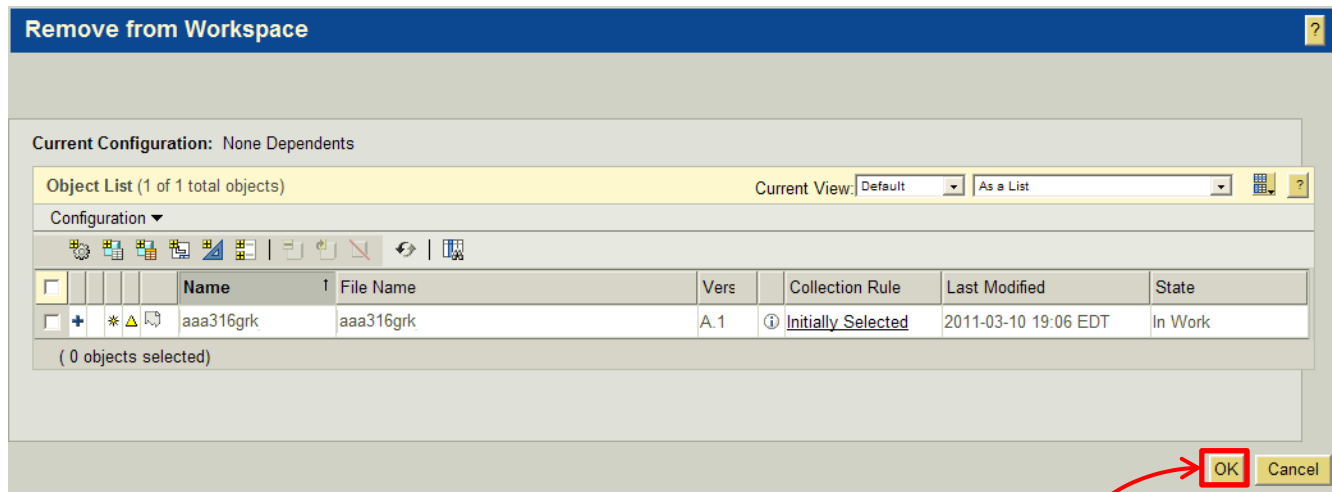 Remove from Workspace ?
Current Configuration: None Dependents
Object List (1 of 1 total objects) Current View: Default As a List ?
Configuration
Name ↑ File Name Vers Collection Rule Last Modified State
aaa316grk aaa316grk A.1 Initially Selected 2011-03-10 19:06 EDT In Work
( 0 objects selected)
OK Cancel